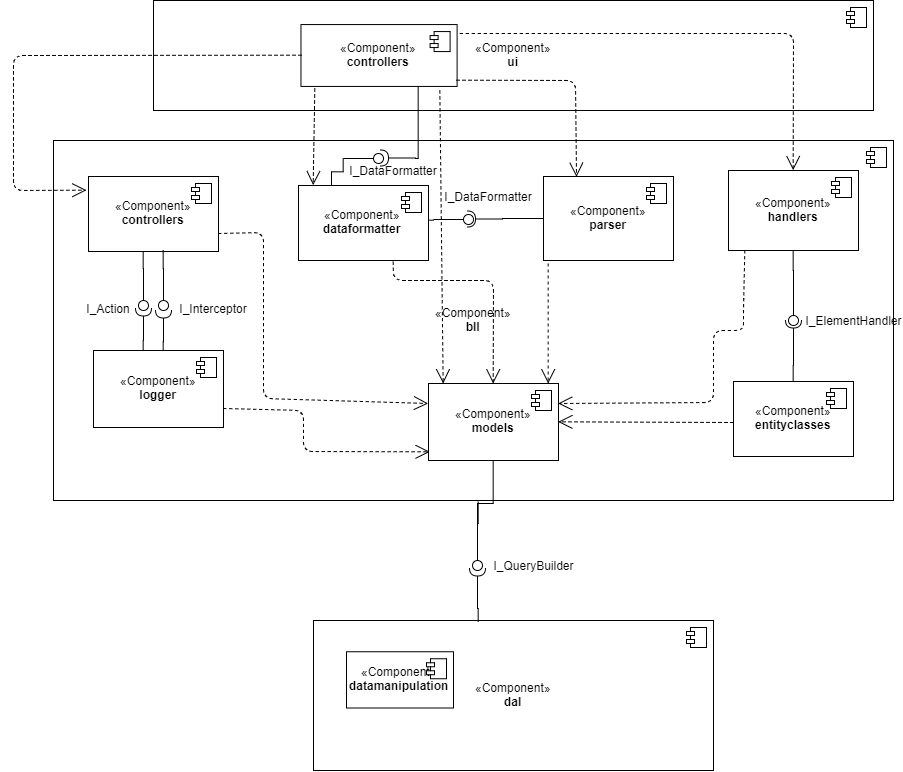 «Component»
controllers
«Component»
ui
I_DataFormatter
«Component»
controllers
«Component»
dataformatter
I_DataFormatter
«Component»
parser
«Component»
handlers
I_Action
I_Interceptor
«Component»
bll
I_ElementHandler
«Component»
logger
«Component»
models
«Component»
entityclasses
I_QueryBuilder
«Component»
datamanipulation
«Component»
dal